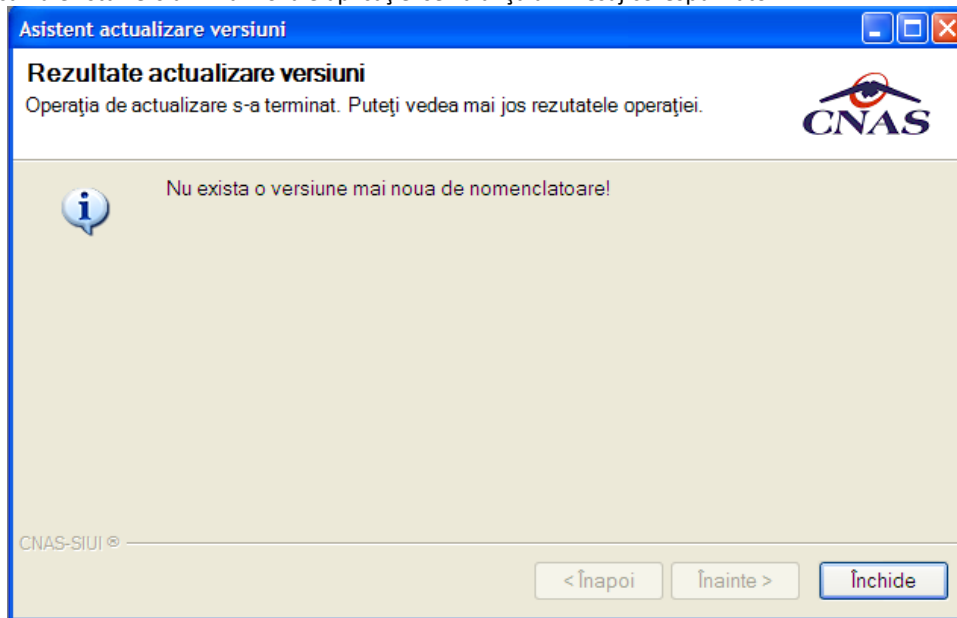 Asistent actualizare versiuni
Rezultate actualizare versiuni
Operaţia de actualizare s-a terminat. Puteţi vedea mai jos rezutatele operaţiei.
CNAS
Nu exista o versiune mai noua de nomenclatoare!
CNAS-SIUI ®
< Înapoi
Înainte >
Închide